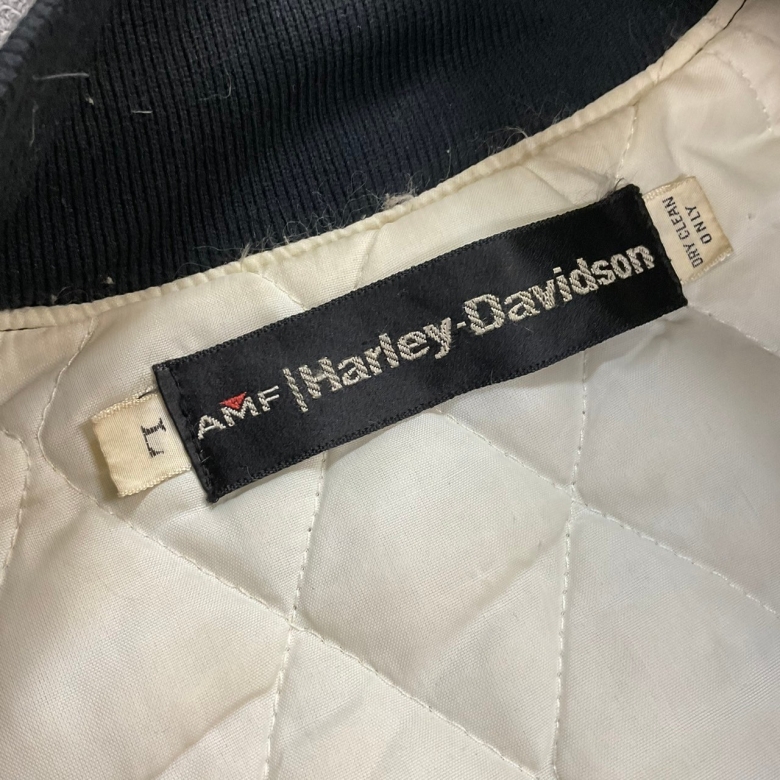 AMF | Harley-Davidson
L
DRY CLEAN
ONLY